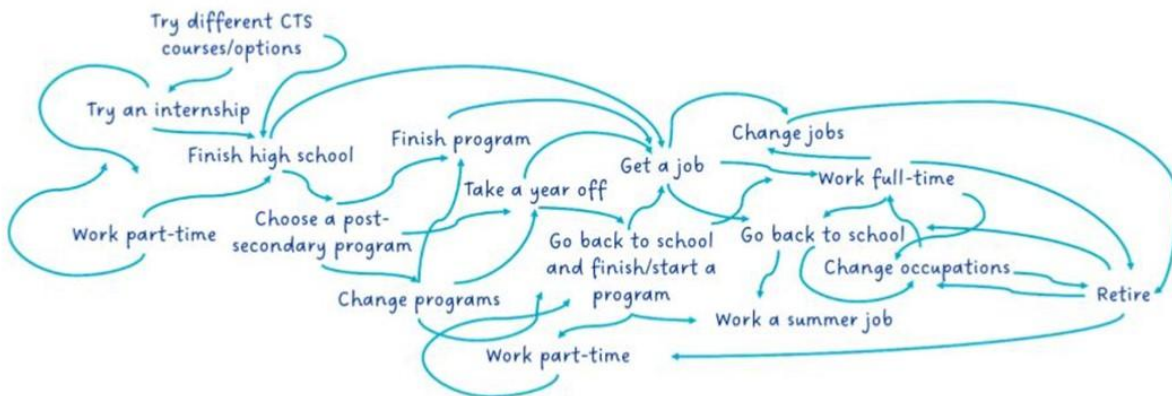 Try different CTS
courses/options
Try an internship
Finish high school
Work part-time
Choose a post-
secondary program
Finish program
Take a year off
Change programs
Get a job
Go back to school
and finish/start a
program
Work part-time
Change jobs
Work full-time
Go back to school
Change occupations
Work a summer job
Retire